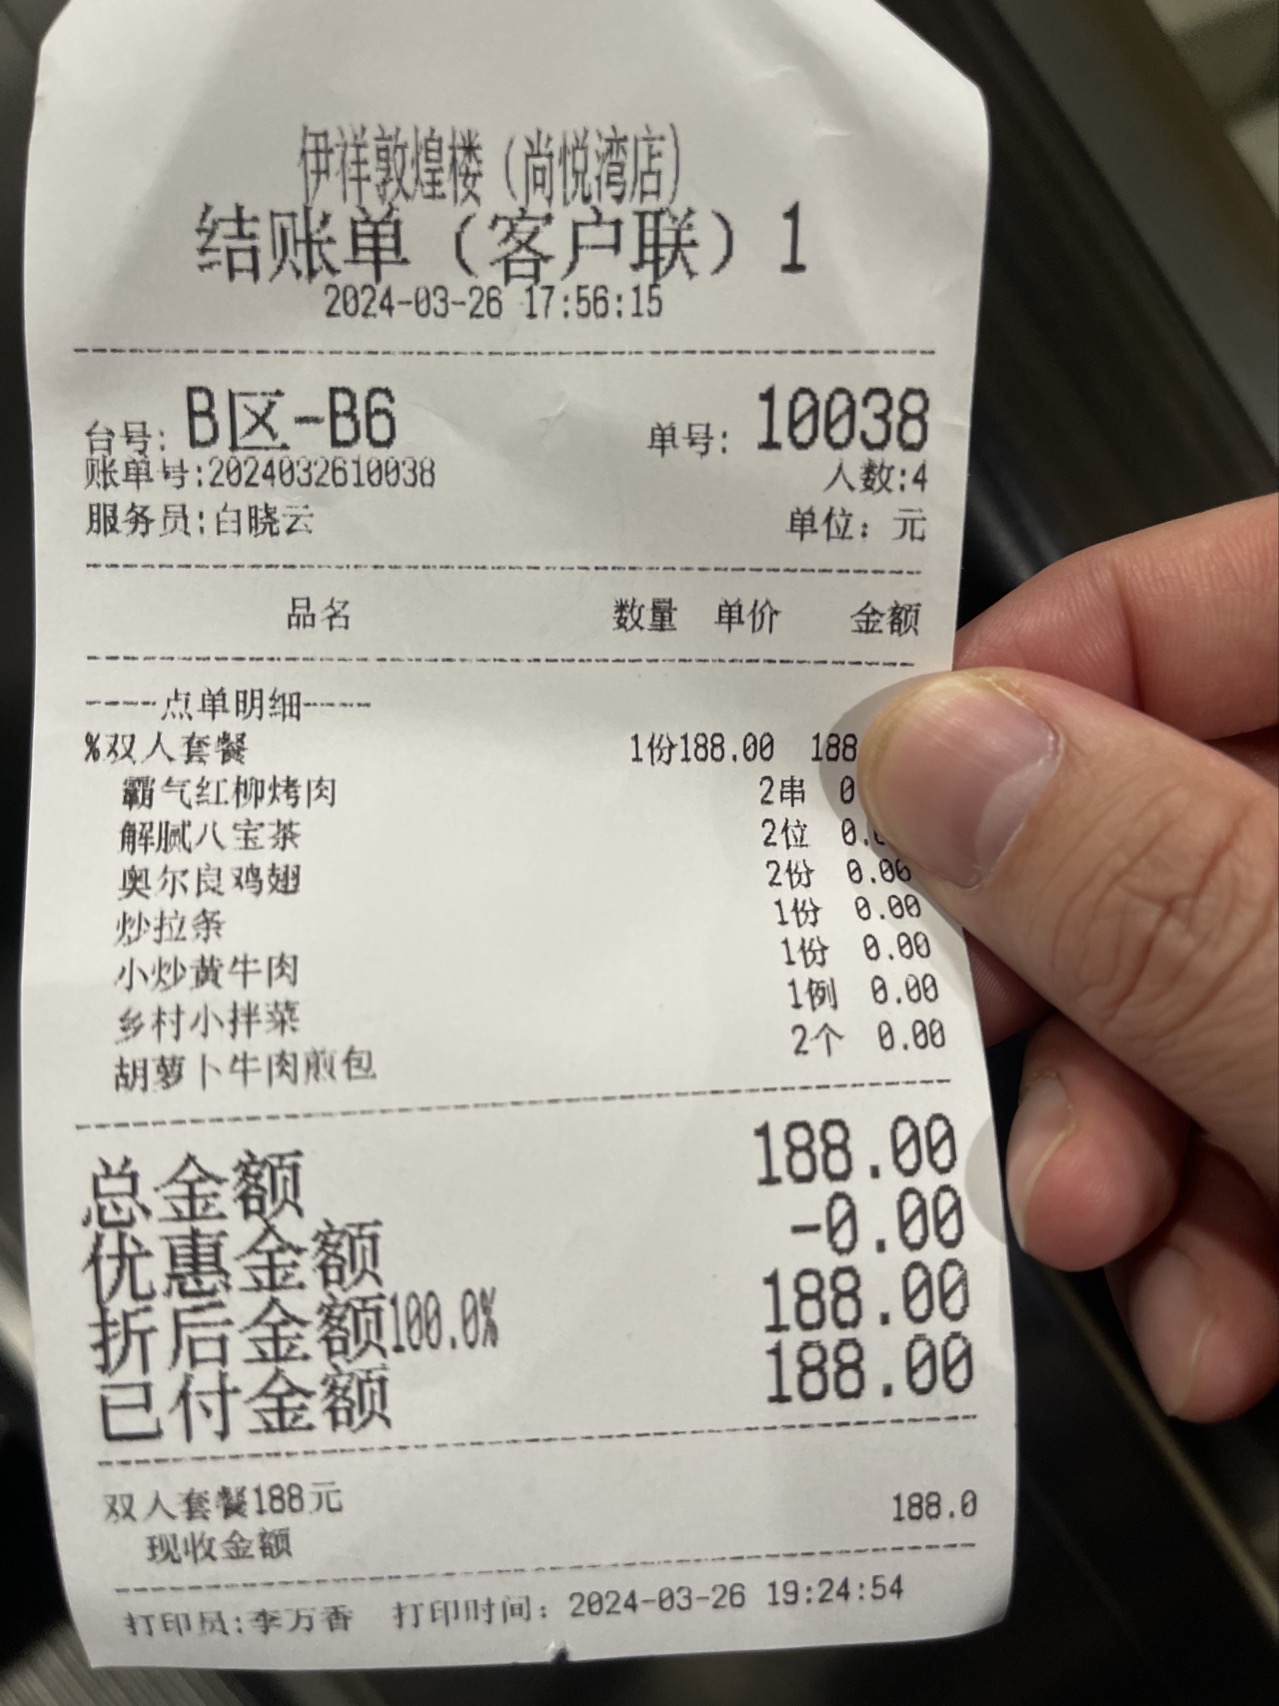 伊祥敦煌楼（尚悦湾店）
结账单（客户联）1
2024-03-26 17:56:15
台号: B区-B6 单号: 10038
账单号:2024032610038 人数:4
服务员:白晓云 单位: 元
品名 数量 单价 金额
----点单明细----
%双人套餐 1份188.00 188
霸气红柳烤肉 2串 0
解腻八宝茶 2位 0.
奥尔良鸡翅 2份 0.00
炒拉条 1份 0.00
小炒黄牛肉 1份 0.00
乡村小拌菜 1例 0.00
胡萝卜牛肉煎包 2个 0.00
总金额 188.00
优惠金额 -0.00
折后金额100.0% 188.00
已付金额 188.00
双人套餐188元 188.0
现收金额
打印员:李万香 打印时间: 2024-03-26 19:24:54